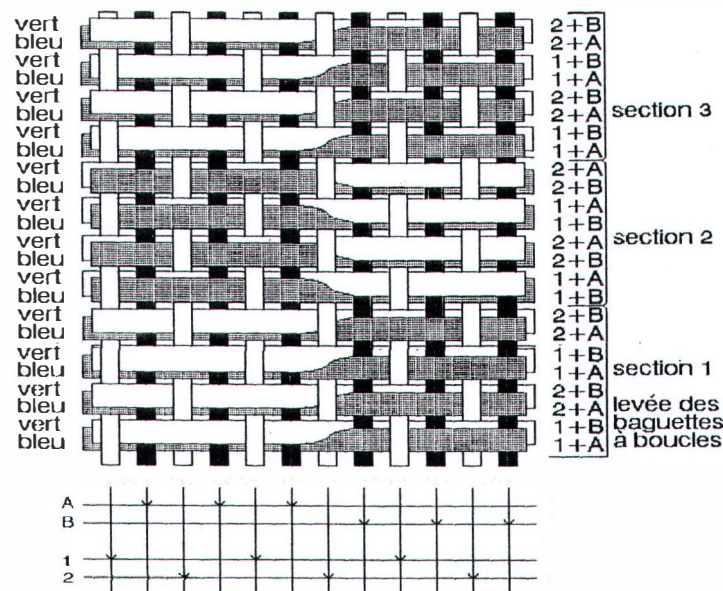 vert 2+B
bleu 2+A
vert 1+B
bleu 1+A
vert 2+B
bleu 2+A section 3
vert 1+B
bleu 1+A
vert 2+A
bleu 2+B
vert 1+A
bleu 1+B
vert 2+A section 2
bleu 2+B
vert 1+A
bleu 1+B
vert 2+B
bleu 2+A
vert 1+B
bleu 1+A section 1
vert 2+B
bleu 2+A levée des
vert 1+B baguettes
bleu 1+A à boucles
A
B
1
2